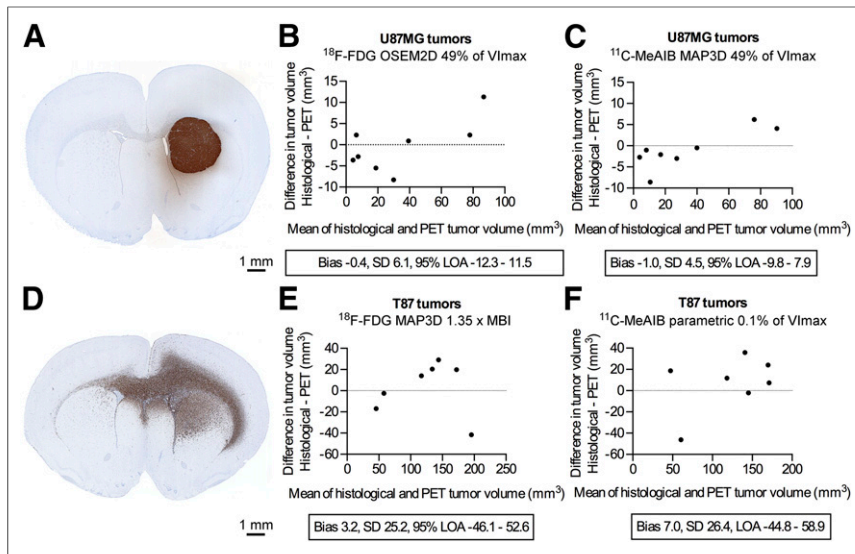 A
1 mm
B
U87MG tumors
¹⁸F-FDG OSEM2D 49% of VImax
Difference in tumor volume
Histological - PET (mm³)
15
10
5
0
-5
-10
0 20 40 60 80 100
Mean of histological and PET tumor volume (mm³)
Bias -0.4, SD 6.1, 95% LOA -12.3 - 11.5
C
U87MG tumors
¹¹C-MeAIB MAP3D 49% of VImax
Difference in tumor volume
Histological - PET (mm³)
15
10
5
0
-5
-10
0 20 40 60 80 100
Mean of histological and PET tumor volume (mm³)
Bias -1.0, SD 4.5, 95% LOA -9.8 - 7.9
D
1 mm
E
T87 tumors
¹⁸F-FDG MAP3D 1.35 x MBI
Difference in tumor volume
Histological - PET (mm³)
60
40
20
0
-20
-40
-60
0 50 100 150 200 250
Mean of histological and PET tumor volume (mm³)
Bias 3.2, SD 25.2, 95% LOA -46.1 - 52.6
F
T87 tumors
¹¹C-MeAIB parametric 0.1% of VImax
Difference in tumor volume
Histological - PET (mm³)
60
40
20
0
-20
-40
-60
0 50 100 150 200
Mean of histological and PET tumor volume (mm³)
Bias 7.0, SD 26.4, LOA -44.8 - 58.9